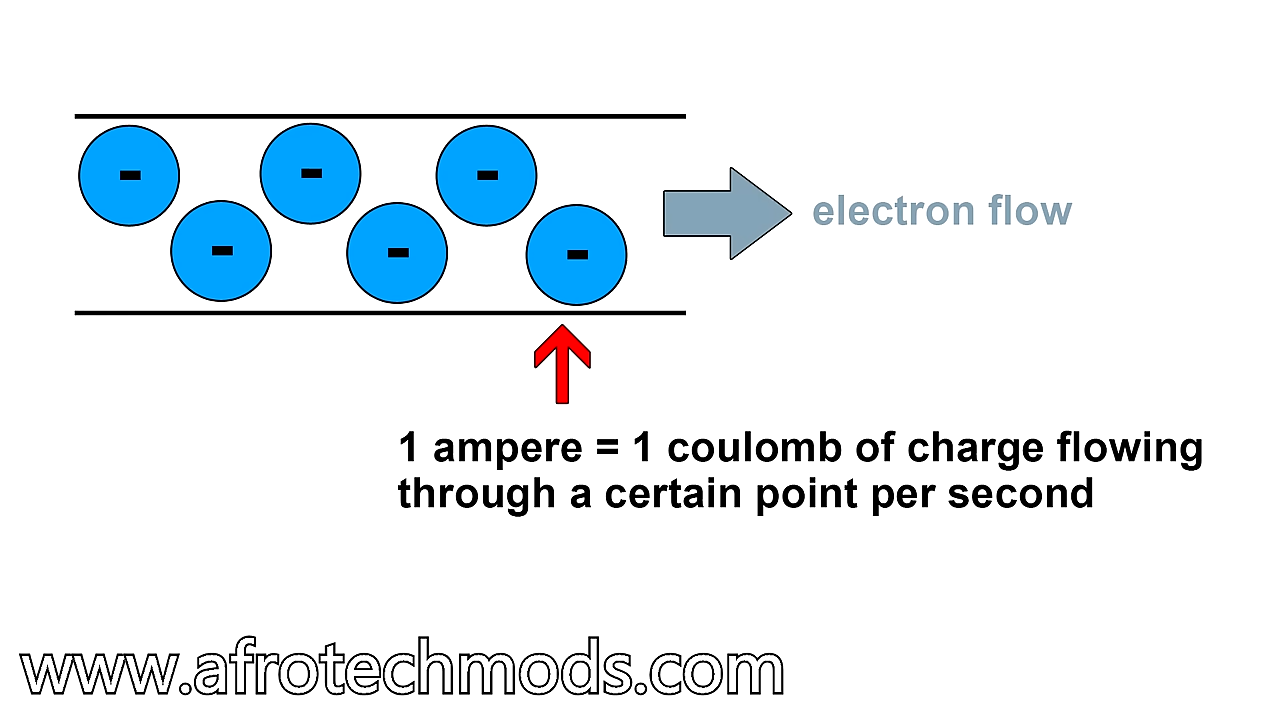 - - -
- - -
electron flow
1 ampere = 1 coulomb of charge flowing
through a certain point per second
www.afrotechmods.com